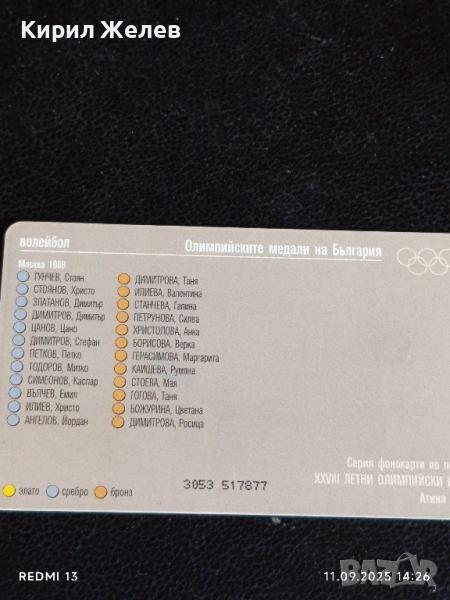 Кирил Желев
волейбол
Олимпийските медали на България
Москва 1980
ГУНЧЕВ, Стоян
СТОЯНОВ, Христо
ЗЛАТАНОВ, Димитър
ДИМИТРОВ, Димитър
ЦАНОВ, Цано
ДИМИТРОВ, Стефан
ПЕТКОВ, Петко
ТОДОРОВ, Митко
СИМЕОНОВ, Каспар
ВЪЛЧЕВ, Емил
ИЛИЕВ, Христо
АНГЕЛОВ, Йордан
ДИМИТРОВА, Таня
ИЛИЕВА, Валентина
СТАНЧЕВА, Галина
ПЕТРУНОВА, Силва
ХРИСТОЛОВА, Анка
БОРИСОВА, Верка
ГЕРАСИМОВА, Маргарита
КАИШЕВА, Румяна
СТОЕВА, Мая
ГОГОВА, Таня
БОЖУРИНА, Цветана
ДИМИТРОВА, Росица
злато сребро бронз
3053 517877
Серия фонокарти по по
XXVIII ЛЕТНИ ОЛИМПИЙСКИ И
Атина
BAZAR
REDMI 13
11.09.2025 14:26